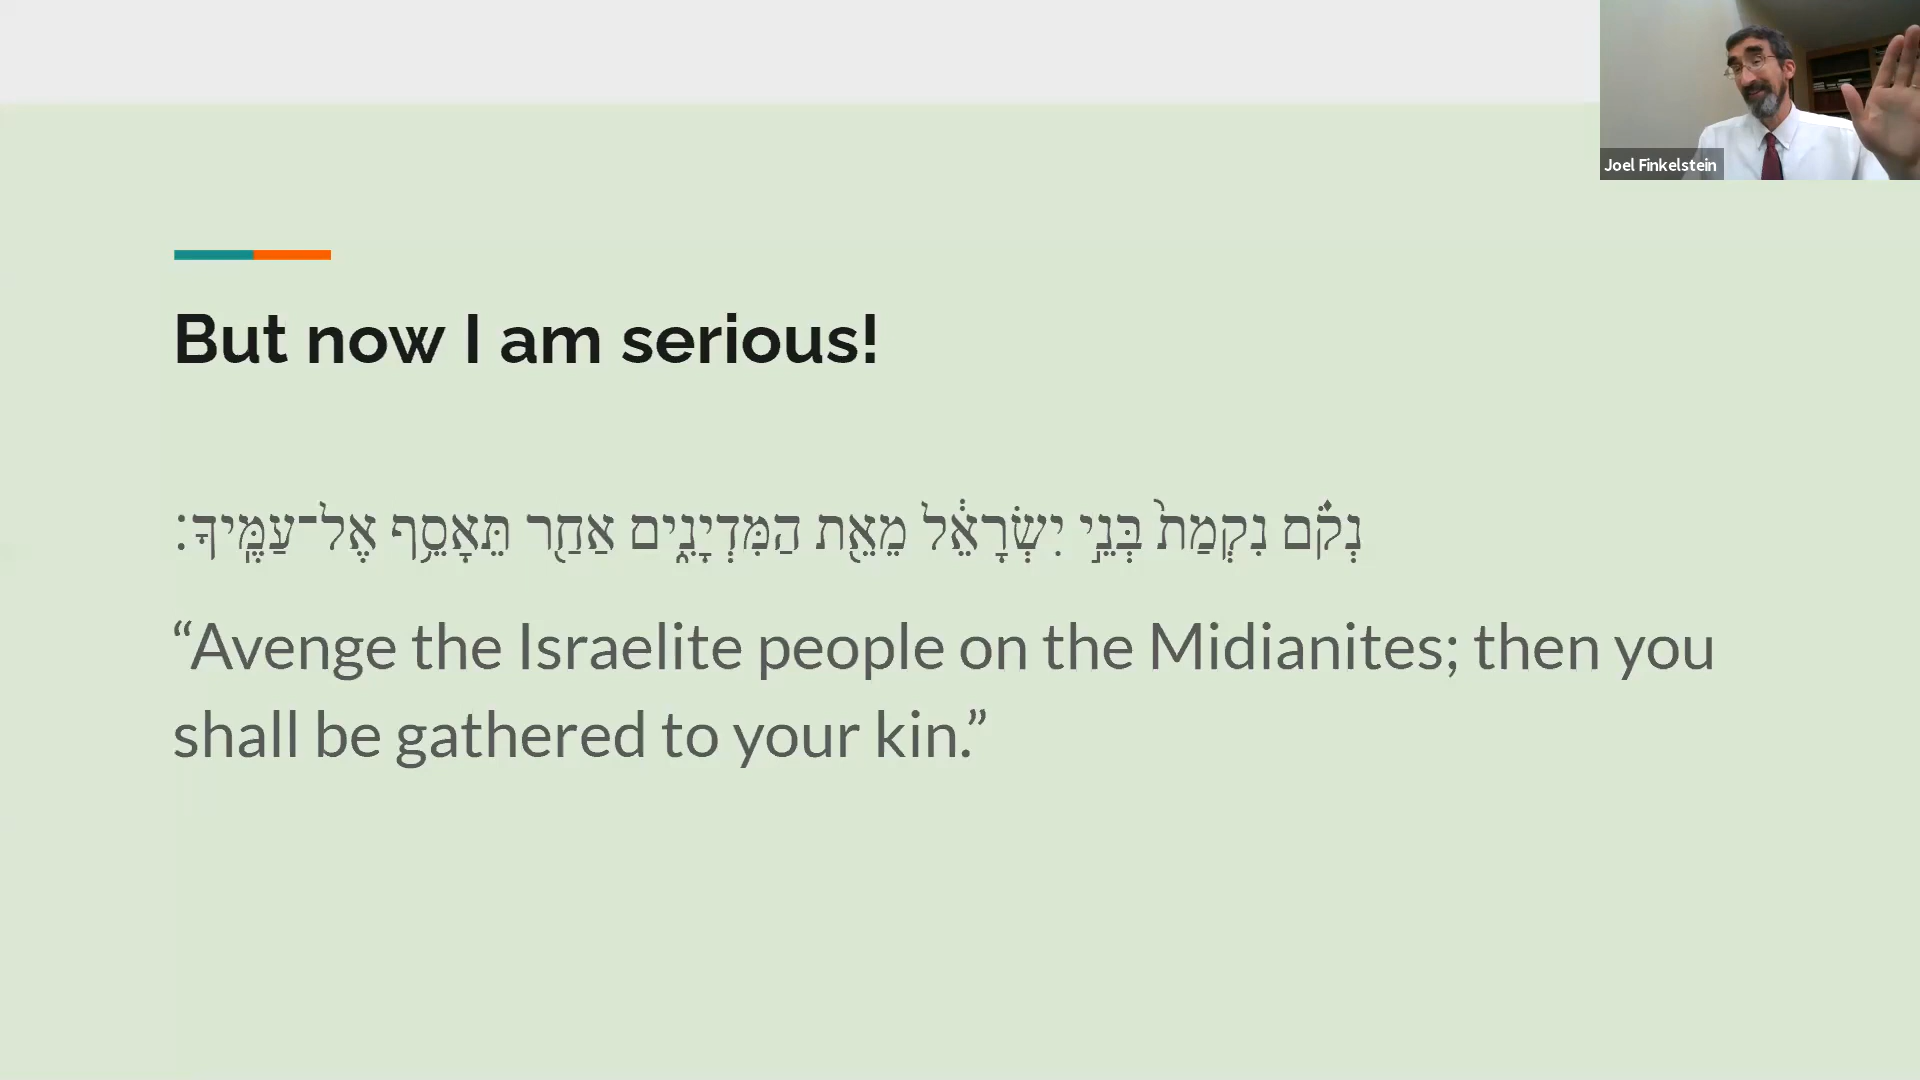 Joel Finkelstein
But now I am serious!
נְקֹ֗ם נִקְמַת֙ בְּנֵ֣י יִשְׂרָאֵ֔ל מֵאֵ֖ת הַמִּדְיָנִ֑ים אַחַ֖ר תֵּאָסֵ֥ף אֶל־עַמֶּֽיךָ׃
“Avenge the Israelite people on the Midianites; then you
shall be gathered to your kin.”